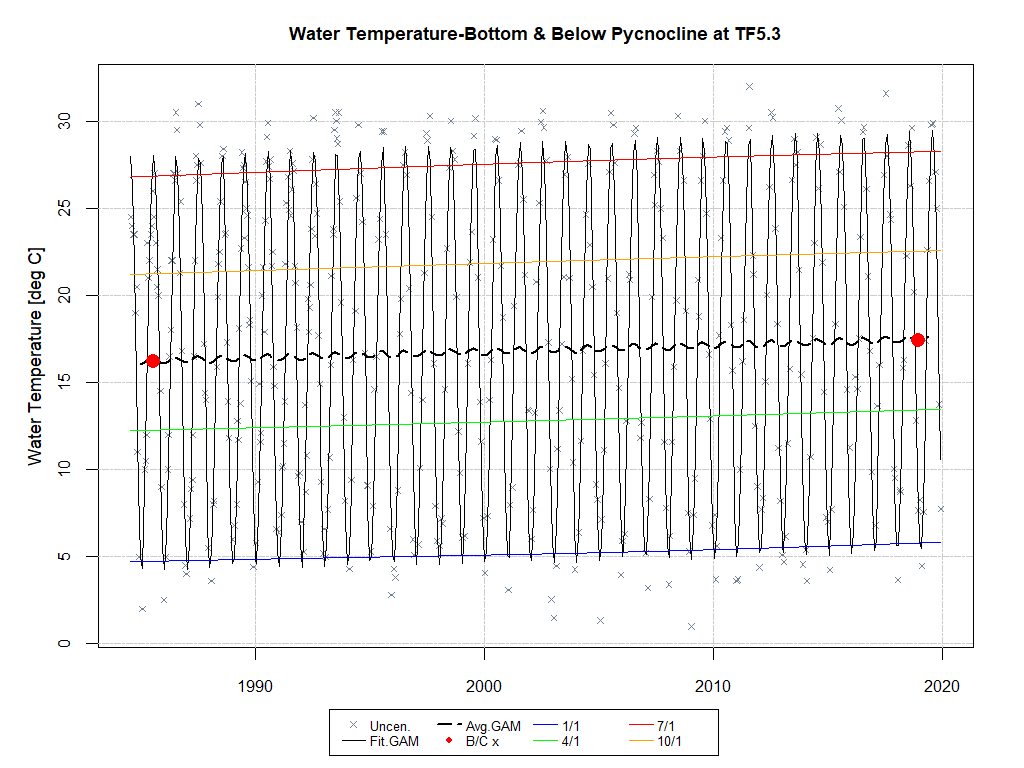 Water Temperature-Bottom & Below Pycnocline at TF5.3
Water Temperature [deg C]
30
25
20
15
10
5
0
1990 2000 2010 2020
Uncen. Avg.GAM 1/1 7/1
Fit.GAM B/C x 4/1 10/1